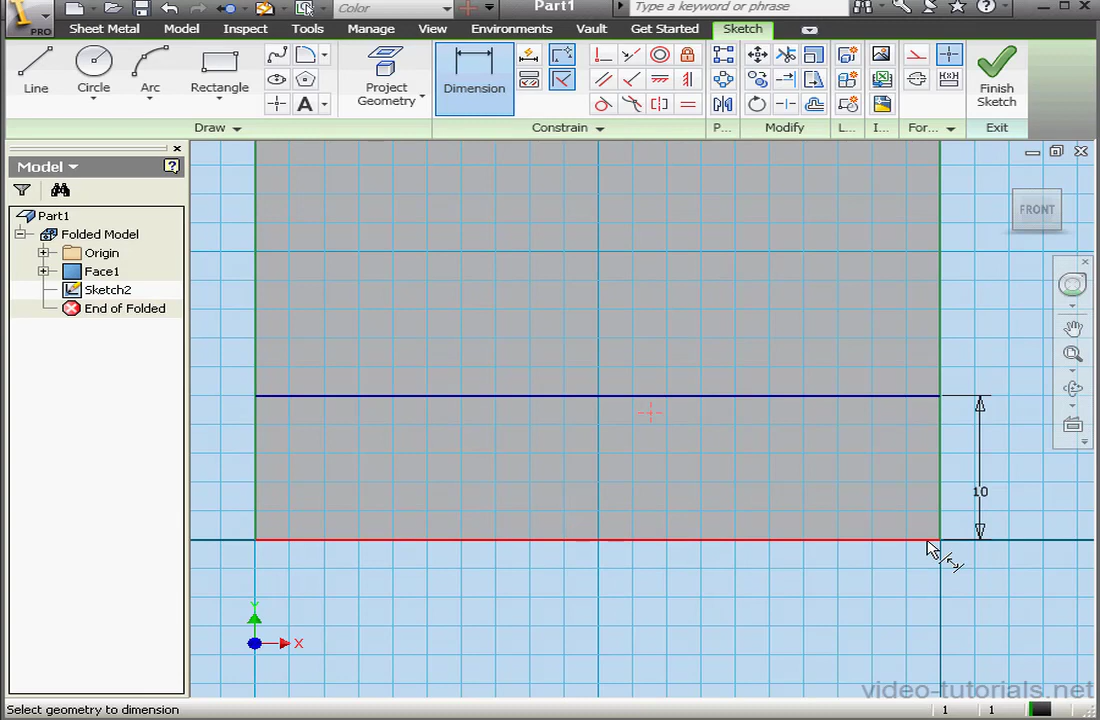 PRO
Color
Part1
Type a keyword or phrase
Sheet Metal
Model
Inspect
Tools
Manage
View
Environments
Vault
Get Started
Sketch
Line
Circle
Arc
Rectangle
A
Project
Geometry
Dimension
Finish
Sketch
Draw
Constrain
P...
Modify
L...
I...
For...
Exit
Model
Part1
Folded Model
Origin
Face1
Sketch2
End of Folded
FRONT
10
Y
X
video-tutorials.net
Select geometry to dimension
1
1